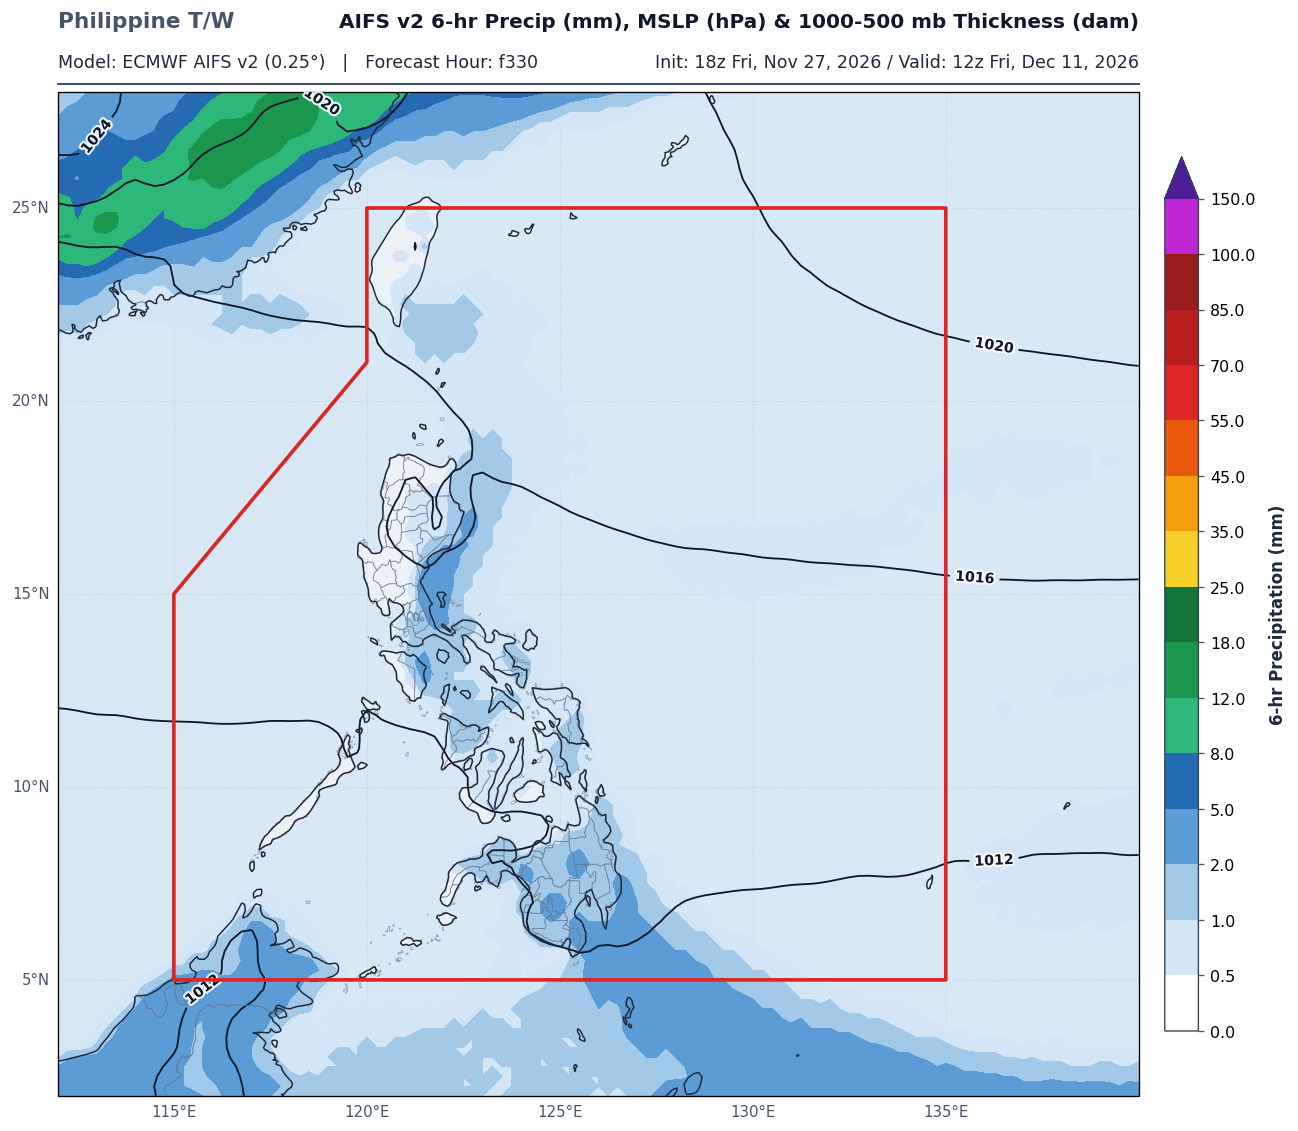 Philippine T/W
AIFS v2 6-hr Precip (mm), MSLP (hPa) & 1000-500 mb Thickness (dam)
Model: ECMWF AIFS v2 (0.25°)   |   Forecast Hour: f330
Init: 18z Fri, Nov 27, 2026 / Valid: 12z Fri, Dec 11, 2026
1024
1020
1020
1016
1012
1012
25°N
20°N
15°N
10°N
5°N
115°E
120°E
125°E
130°E
135°E
150.0
100.0
85.0
70.0
55.0
45.0
35.0
25.0
18.0
12.0
8.0
5.0
2.0
1.0
0.5
0.0
6-hr Precipitation (mm)